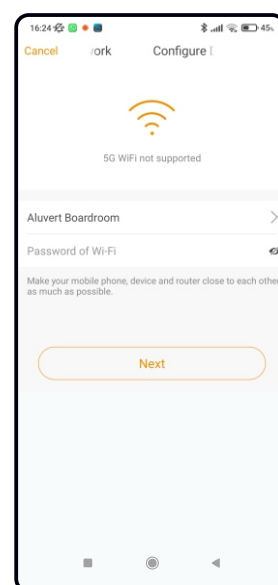 16:24
45%
Cancel /ork Configure
5G WiFi not supported
Aluvert Boardroom
Password of Wi-Fi
Make your mobile phone, device and router close to each other
as much as possible.
Next